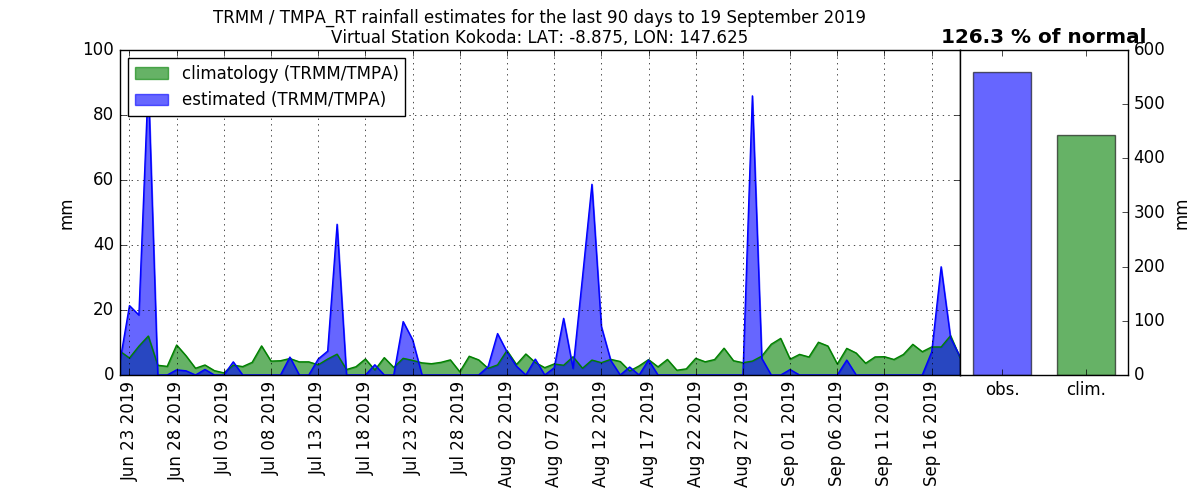 TRMM / TMPA_RT rainfall estimates for the last 90 days to 19 September 2019
Virtual Station Kokoda: LAT: -8.875, LON: 147.625
126.3 % of normal
climatology (TRMM/TMPA)
estimated (TRMM/TMPA)
100
80
60
40
20
0
mm
600
500
400
300
200
100
0
mm
Jun 23 2019
Jun 28 2019
Jul 03 2019
Jul 08 2019
Jul 13 2019
Jul 18 2019
Jul 23 2019
Jul 28 2019
Aug 02 2019
Aug 07 2019
Aug 12 2019
Aug 17 2019
Aug 22 2019
Aug 27 2019
Sep 01 2019
Sep 06 2019
Sep 11 2019
Sep 16 2019
obs.
clim.